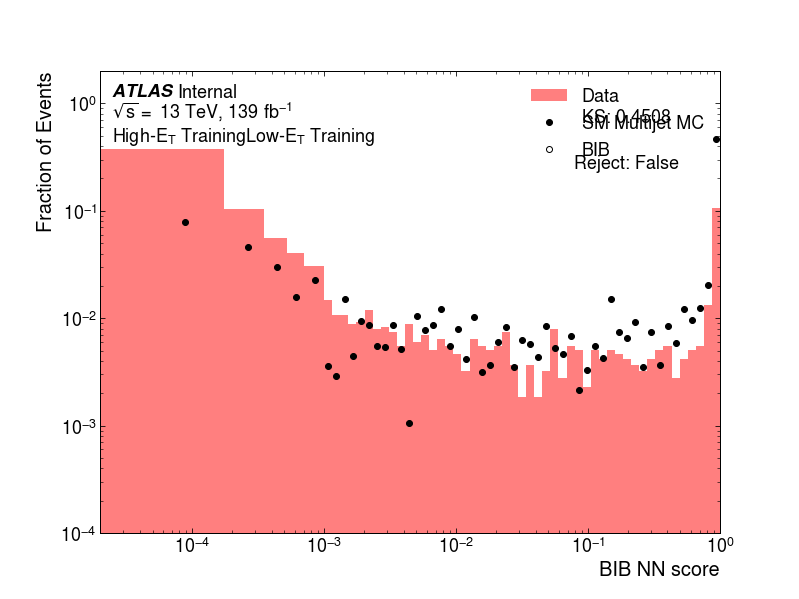 ATLAS Internal
√s = 13 TeV, 139 fb⁻¹
High-E_T TrainingLow-E_T Training
Data
KS: 0.4508
SM Multijet MC
BIB
Reject: False
Fraction of Events
10⁰
10⁻¹
10⁻²
10⁻³
10⁻⁴
10⁻⁴ 10⁻³ 10⁻² 10⁻¹ 10⁰
BIB NN score